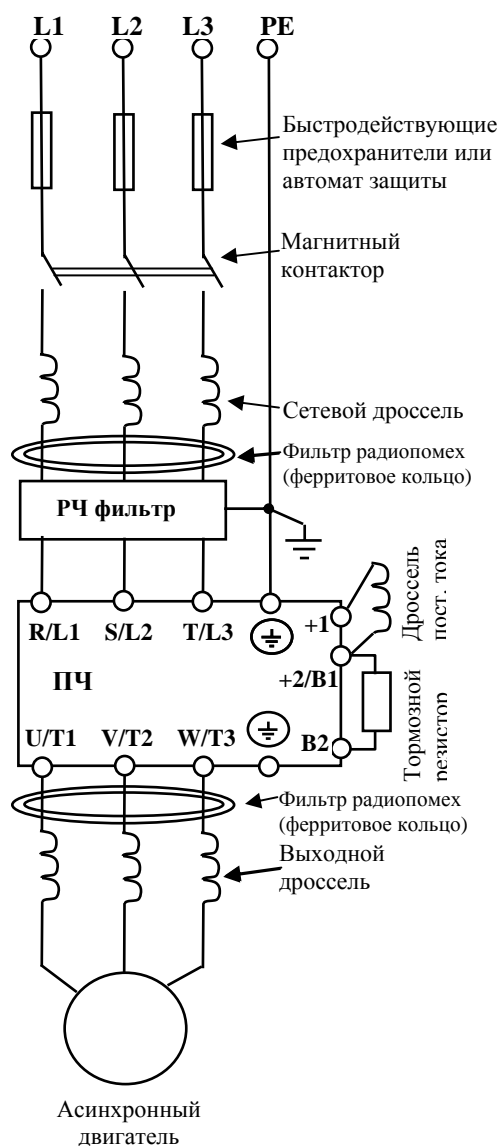 L1 L2 L3 PE
Быстродействующие
предохранители или
автомат защиты
Магнитный
контактор
Сетевой дроссель
Фильтр радиопомех
(ферритовое кольцо)
РЧ фильтр
R/L1 S/L2 T/L3 +1
Дроссель
пост. тока
ПЧ
+2/B1
U/T1 V/T2 W/T3 B2
Тормозной
резистор
Фильтр радиопомех
(ферритовое кольцо)
Выходной
дроссель
Асинхронный
двигатель